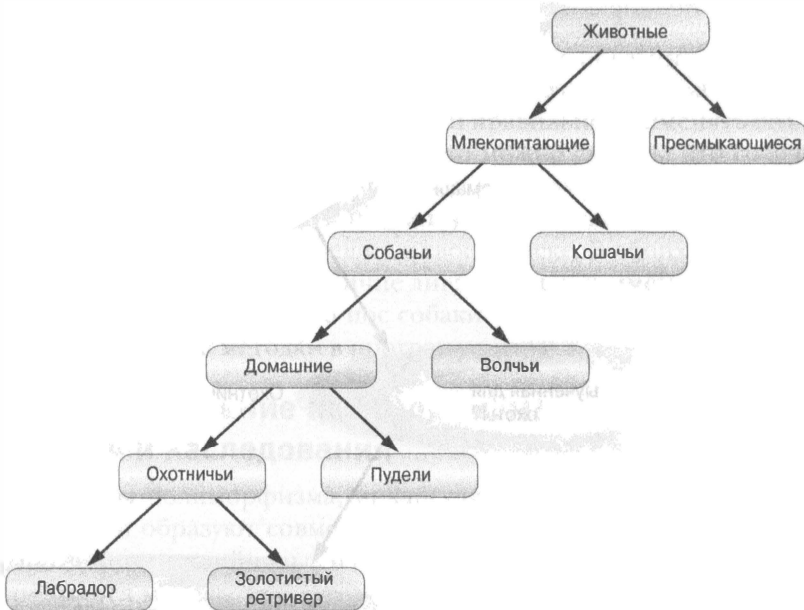 Животные
Млекопитающие
Пресмыкающиеся
Собачьи
Кошачьи
Домашние
Волчьи
Охотничьи
Пудели
Лабрадор
Золотистый
ретривер